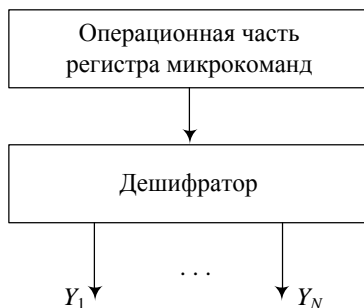 Операционная часть
регистра микрокоманд
Дешифратор
. . .
Y1 YN